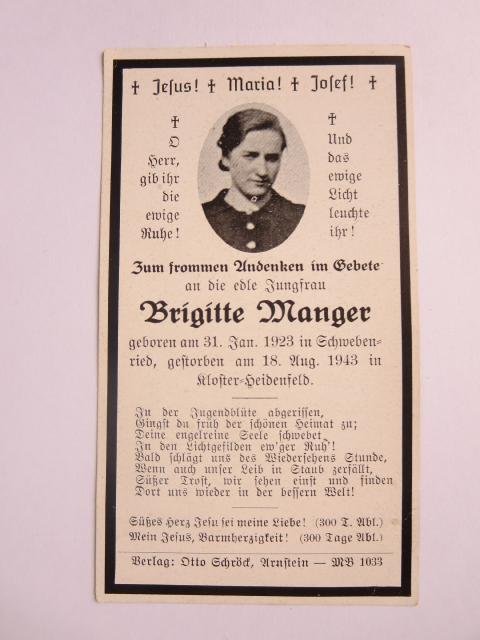 ✝ Jesus! ✝ Maria! ✝ Josef! ✝
✝
O
Herr,
gib ihr
die
ewige
Ruhe!
✝
Und
das
ewige
Licht
leuchte
ihr!
Zum frommen Andenken im Gebete
an die edle Jungfrau
Brigitte Manger
geboren am 31. Jan. 1923 in Schweben-
ried, gestorben am 18. Aug. 1943 in
Kloster-Heidenfeld.
In der Jugendblüte abgerissen,
Gingst du früh der schönen Heimat zu;
Deine engelreine Seele schwebet
In den Lichtgefilden ew'ger Ruh'!
Bald schlägt uns des Wiedersehens Stunde,
Wenn auch unser Leib in Staub zerfällt,
Süßer Trost, wir sehen einst und finden
Dort uns wieder in der bessern Welt!
Süßes Herz Jesu sei meine Liebe! (300 T. Abl.)
Mein Jesus, Barmherzigkeit! (300 Tage Abl.)
Verlag: Otto Schröck, Arnstein — MB 1033